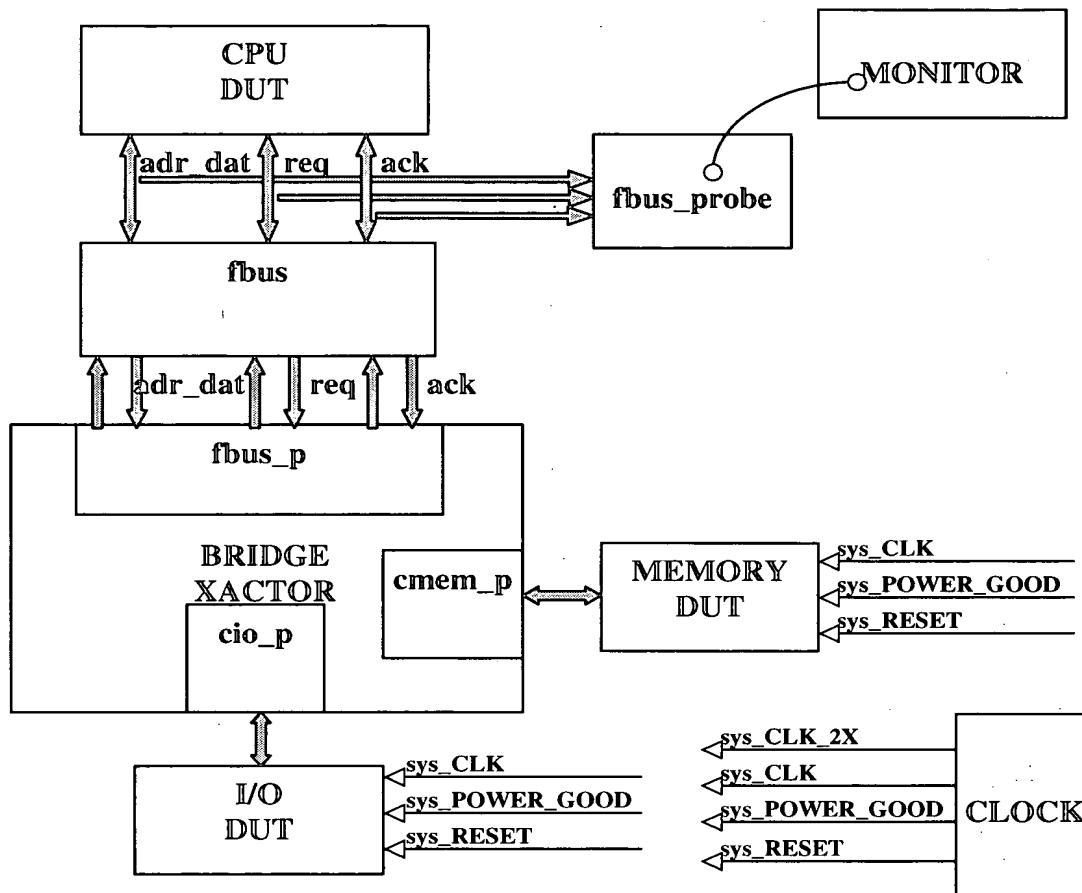 CPU
DUT
MONITOR
adr_dat
req
ack
fbus_probe
fbus
adr_dat
req
ack
fbus_p
BRIDGE
XACTOR
cmem_p
cio_p
MEMORY
DUT
sys_CLK
sys_POWER_GOOD
sys_RESET
I/O
DUT
sys_CLK
sys_POWER_GOOD
sys_RESET
sys_CLK_2X
sys_CLK
sys_POWER_GOOD
sys_RESET
CLOCK